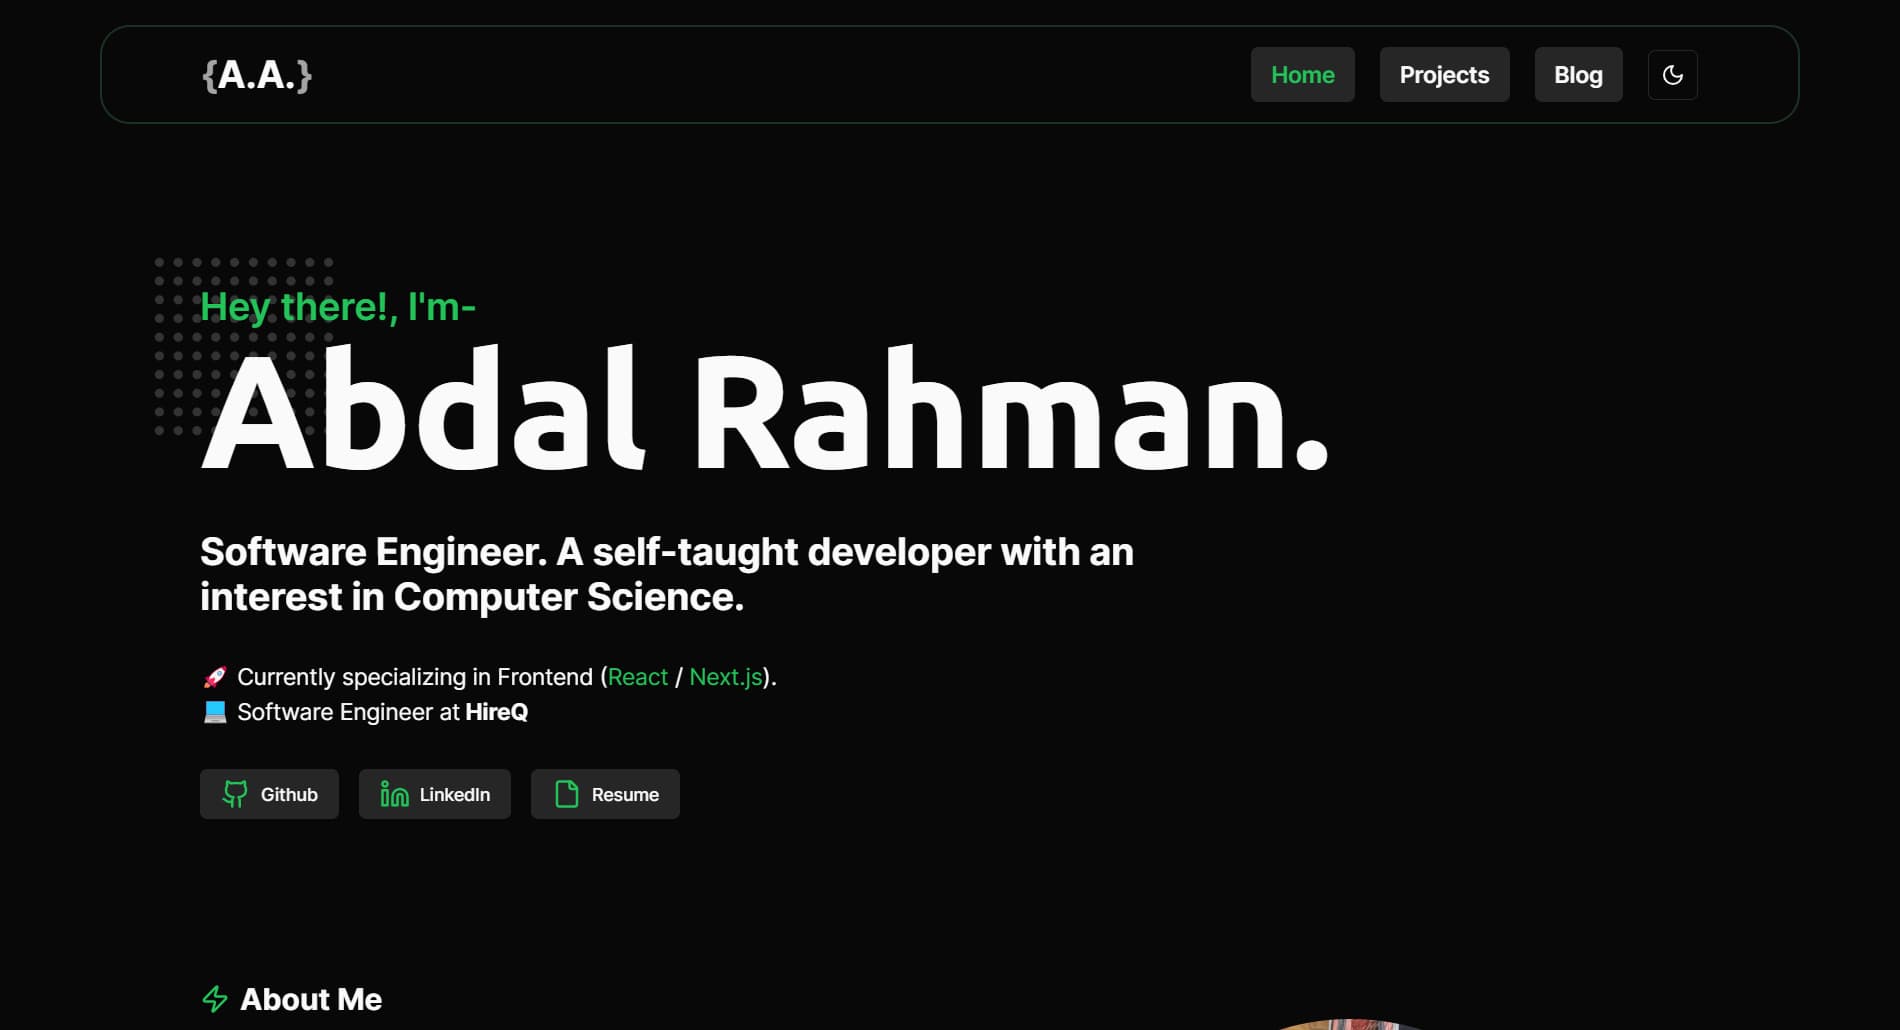 {A.A.}
Home
Projects
Blog
Hey there!, I'm-
Abdal Rahman.
Software Engineer. A self-taught developer with an
interest in Computer Science.
🚀 Currently specializing in Frontend (React / Next.js).
💻 Software Engineer at HireQ
Github
LinkedIn
Resume
About Me